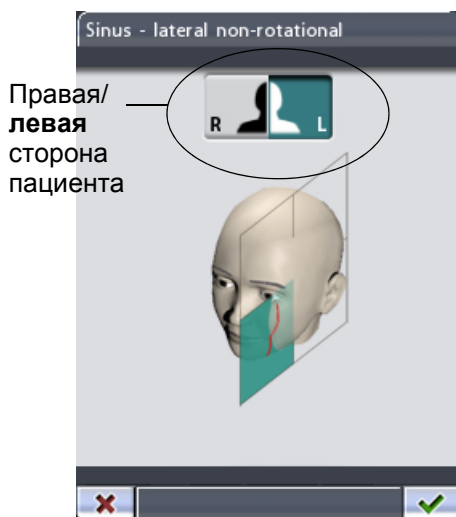 Sinus - lateral non-rotational
R L
Правая/
левая
сторона
пациента